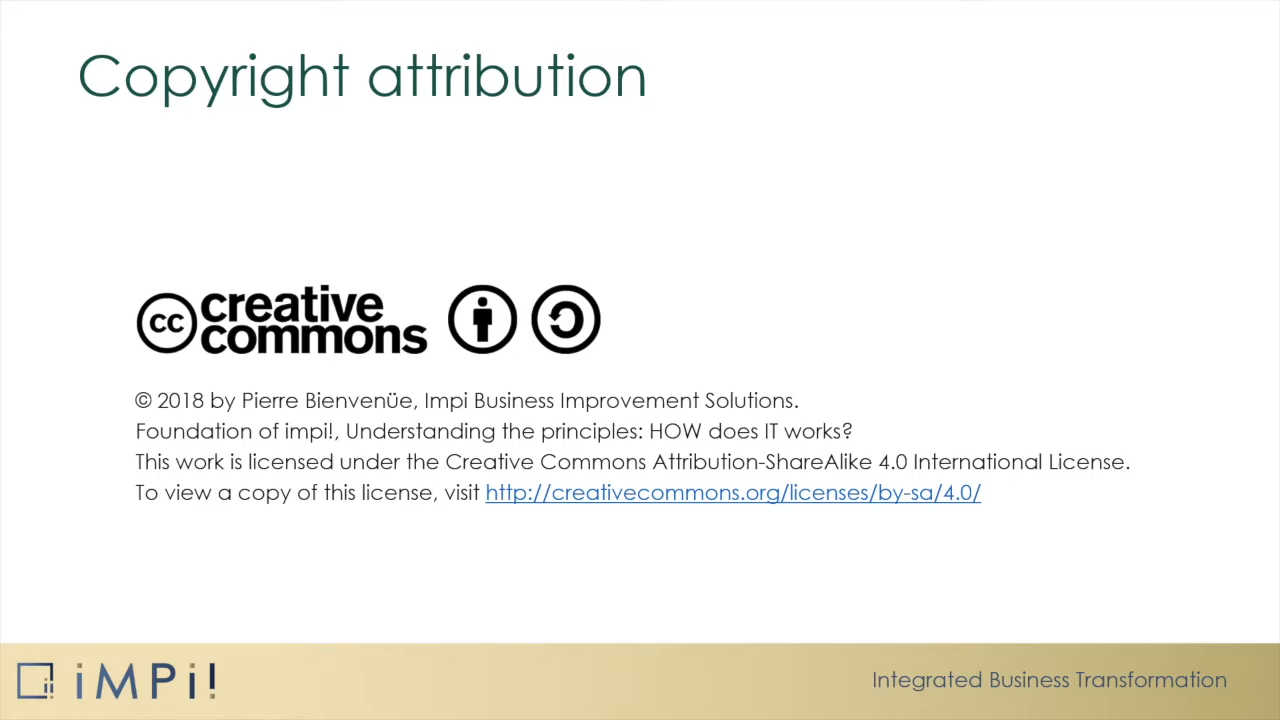 Copyright attribution
cc creative commons
© 2018 by Pierre Bienvenüe, Impi Business Improvement Solutions.
Foundation of impi!, Understanding the principles: HOW does IT works?
This work is licensed under the Creative Commons Attribution-ShareAlike 4.0 International License.
To view a copy of this license, visit http://creativecommons.org/licenses/by-sa/4.0/
iMPi!
Integrated Business Transformation